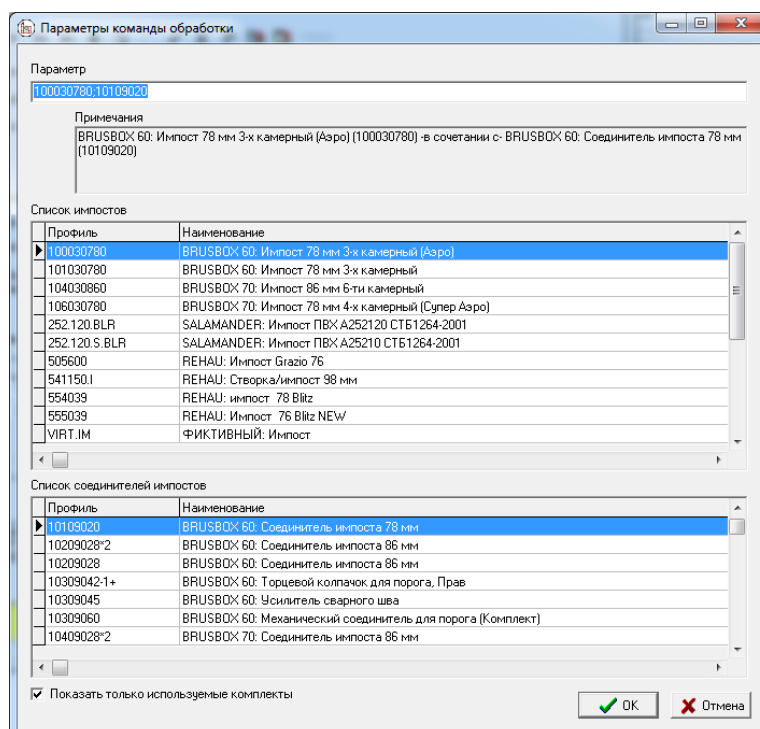 Параметры команды обработки
Параметр
100030780;10109020
Примечания
BRUSBOX 60: Импост 78 мм 3-х камерный (Аэро) (100030780) -в сочетании с- BRUSBOX 60: Соединитель импоста 78 мм
(10109020)
Список импостов
Профиль Наименование
100030780 BRUSBOX 60: Импост 78 мм 3-х камерный (Аэро)
101030780 BRUSBOX 60: Импост 78 мм 3-х камерный
104030860 BRUSBOX 70: Импост 86 мм 6-ти камерный
106030780 BRUSBOX 70: Импост 78 мм 4-х камерный (Супер Аэро)
252.120.BLR SALAMANDER: Импост ПВХ А252120 СТБ1264-2001
252.120.S.BLR SALAMANDER: Импост ПВХ А25210 СТБ1264-2001
505600 REHAU: Импост Grazio 76
541150.I REHAU: Створка/импост 98 мм
554039 REHAU: импост 78 Blitz
555039 REHAU: Импост 76 Blitz NEW
VIRT.IM ФИКТИВНЫЙ: Импост
Список соединителей импостов
Профиль Наименование
10109020 BRUSBOX 60: Соединитель импоста 78 мм
10209028*2 BRUSBOX 60: Соединитель импоста 86 мм
10209028 BRUSBOX 60: Соединитель импоста 86 мм
10309042-1+ BRUSBOX 60: Торцевой колпачок для порога, Прав
10309045 BRUSBOX 60: Усилитель сварного шва
10309060 BRUSBOX 60: Механический соединитель для порога (Комплект)
10409028*2 BRUSBOX 70: Соединитель импоста 86 мм
Показать только используемые комплекты
OK Отмена